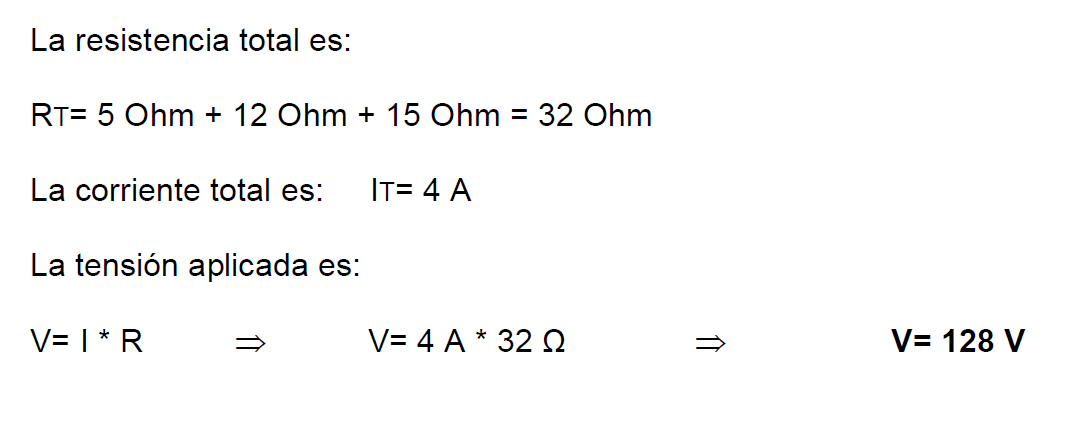 La resistencia total es:
RT= 5 Ohm + 12 Ohm + 15 Ohm = 32 Ohm
La corriente total es: IT= 4 A
La tensión aplicada es:
V= I * R ⇒ V= 4 A * 32 Ω ⇒ V= 128 V